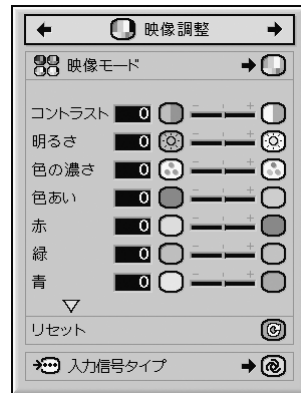 映像調整
映像モード
コントラスト 0
明るさ 0
色の濃さ 0
色あい 0
赤 0
緑 0
青 0
リセット
入力信号タイプ